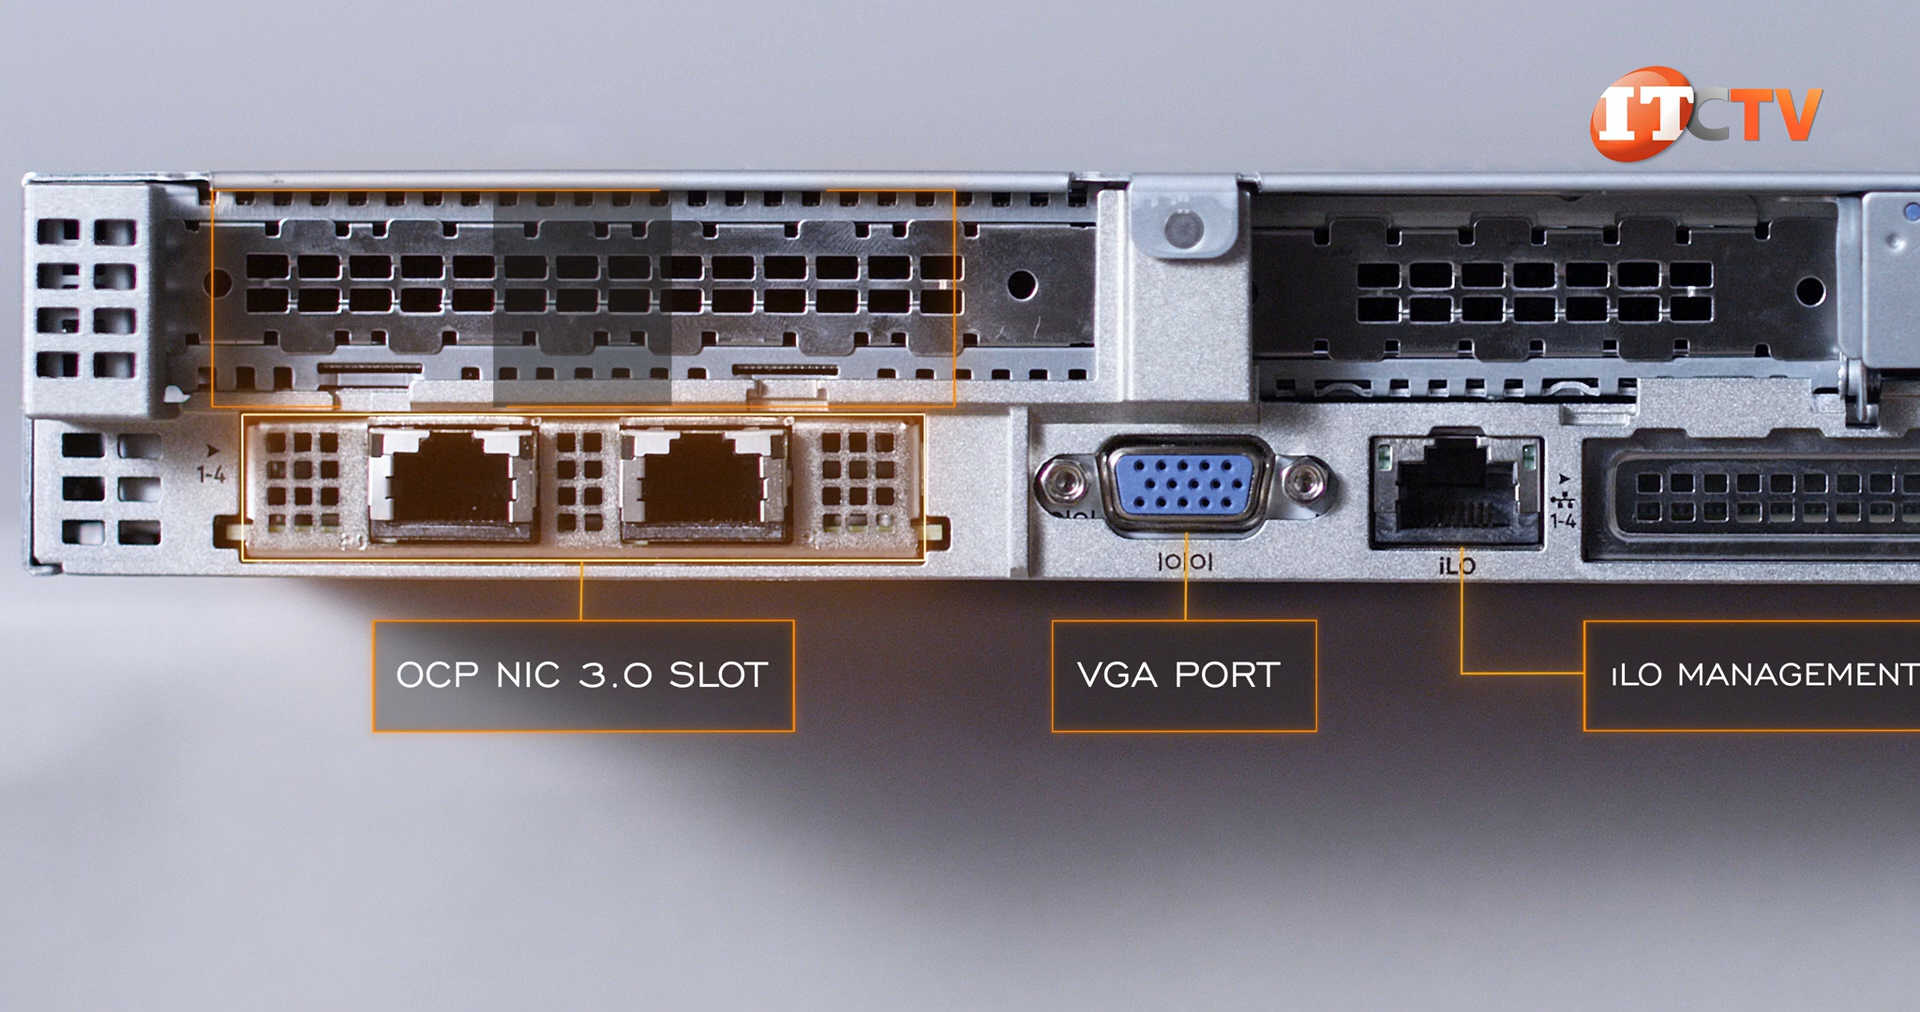 ITCTV
1-4
|O|O|
iLO
1-4
OCP NIC 3.0 SLOT
VGA PORT
iLO MANAGEMENT